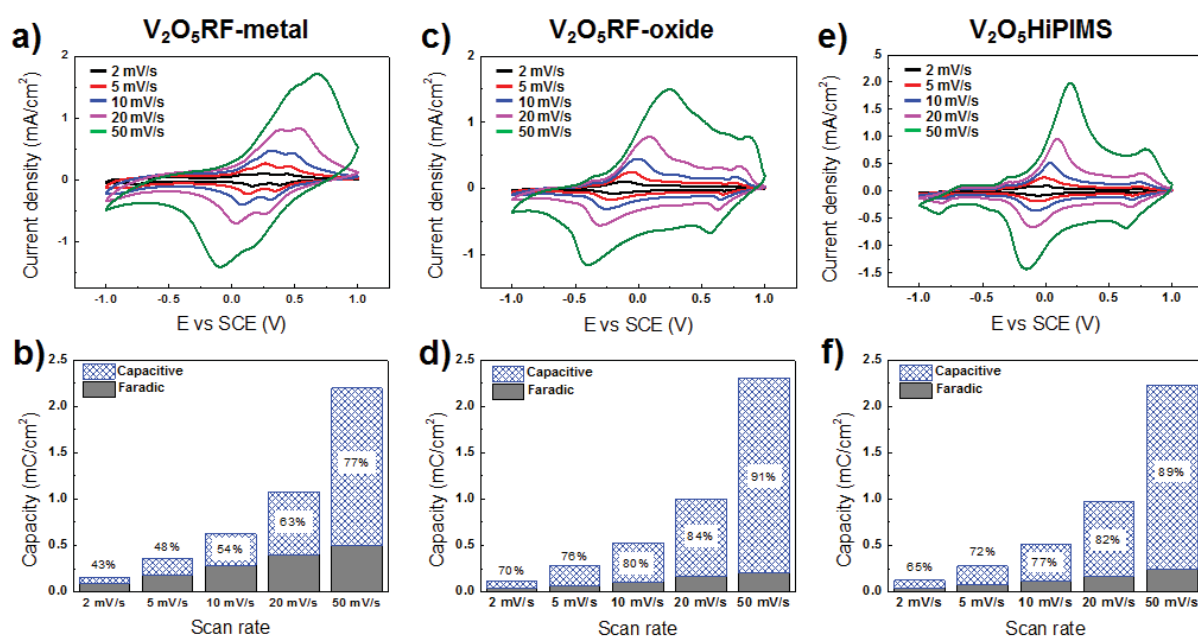 a)
V₂O₅RF-metal
2
1
0
-1
Current density (mA/cm²)
2 mV/s
5 mV/s
10 mV/s
20 mV/s
50 mV/s
-1.0 -0.5 0.0 0.5 1.0
E vs SCE (V)
c)
V₂O₅RF-oxide
2
1
0
-1
Current density (mA/cm²)
2 mV/s
5 mV/s
10 mV/s
20 mV/s
50 mV/s
-1.0 -0.5 0.0 0.5 1.0
E vs SCE (V)
e)
V₂O₅HiPIMS
.5
2.0
1.5
1.0
0.5
0.0
-0.5
-1.0
-1.5
Current density (mA/cm²)
2 mV/s
5 mV/s
10 mV/s
20 mV/s
50 mV/s
-1.0 -0.5 0.0 0.5 1.0
E vs SCE (V)
b)
2.5
2.0
1.5
1.0
0.5
0.0
Capacity (mC/cm²)
Capacitive
Faradic
43%
48%
54%
63%
77%
2 mV/s 5 mV/s 10 mV/s 20 mV/s 50 mV/s
Scan rate
d)
2.5
2.0
1.5
1.0
0.5
0.0
Capacity (mC/cm²)
Capacitive
Faradic
70%
76%
80%
84%
91%
2 mV/s 5 mV/s 10 mV/s 20 mV/s 50 mV/s
Scan rate
f)
2.5
2.0
1.5
1.0
0.5
0.0
Capacity (mC/cm²)
Capacitive
Faradic
65%
72%
77%
82%
89%
2 mV/s 5 mV/s 10 mV/s 20 mV/s 50 mV/s
Scan rate